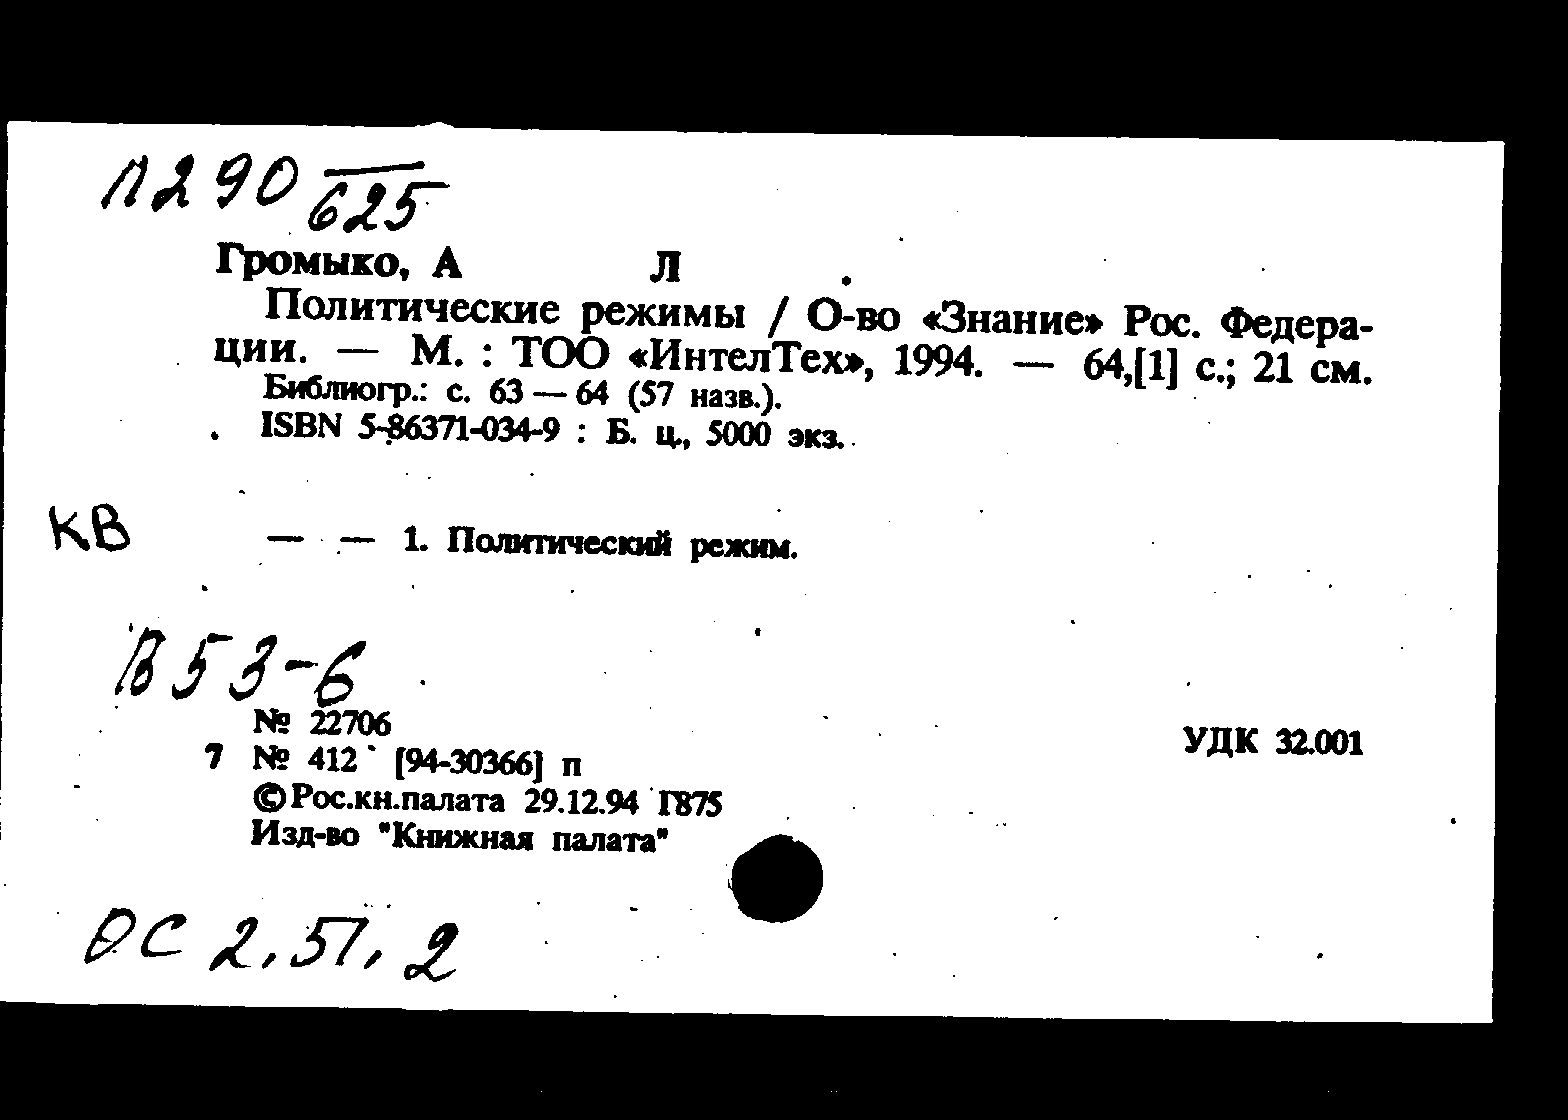 Л290
625
Громыко, А Л
Политические режимы / О-во «Знание» Рос. Федера-
ции. — М. : ТОО «ИнтелТех», 1994. — 64,[1] с.; 21 см.
Библиогр.: с. 63 — 64 (57 назв.).
ISBN 5-86371-034-9 : Б. ц., 5000 экз.
КВ
— — 1. Политический режим.
В53-6
№ 22706
УДК 32.001
7 № 412 [94-30366] п
©Рос.кн.палата 29.12.94 Г875
Изд-во "Книжная палата"
ОС 2.51.2